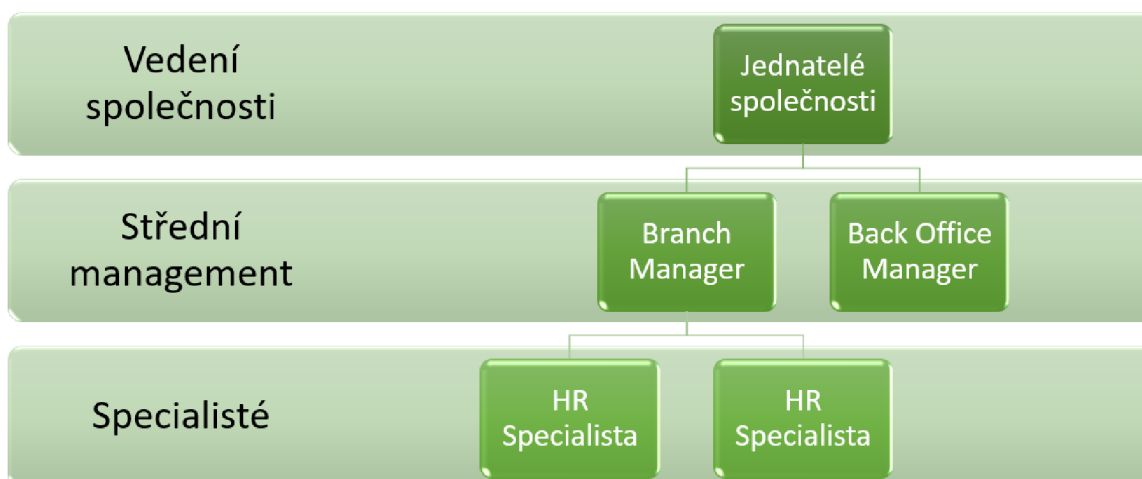 Vedení
společnosti
Jednatelé
společnosti
Střední
management
Branch
Manager
Back Office
Manager
Specialisté
HR
Specialista
HR
Specialista